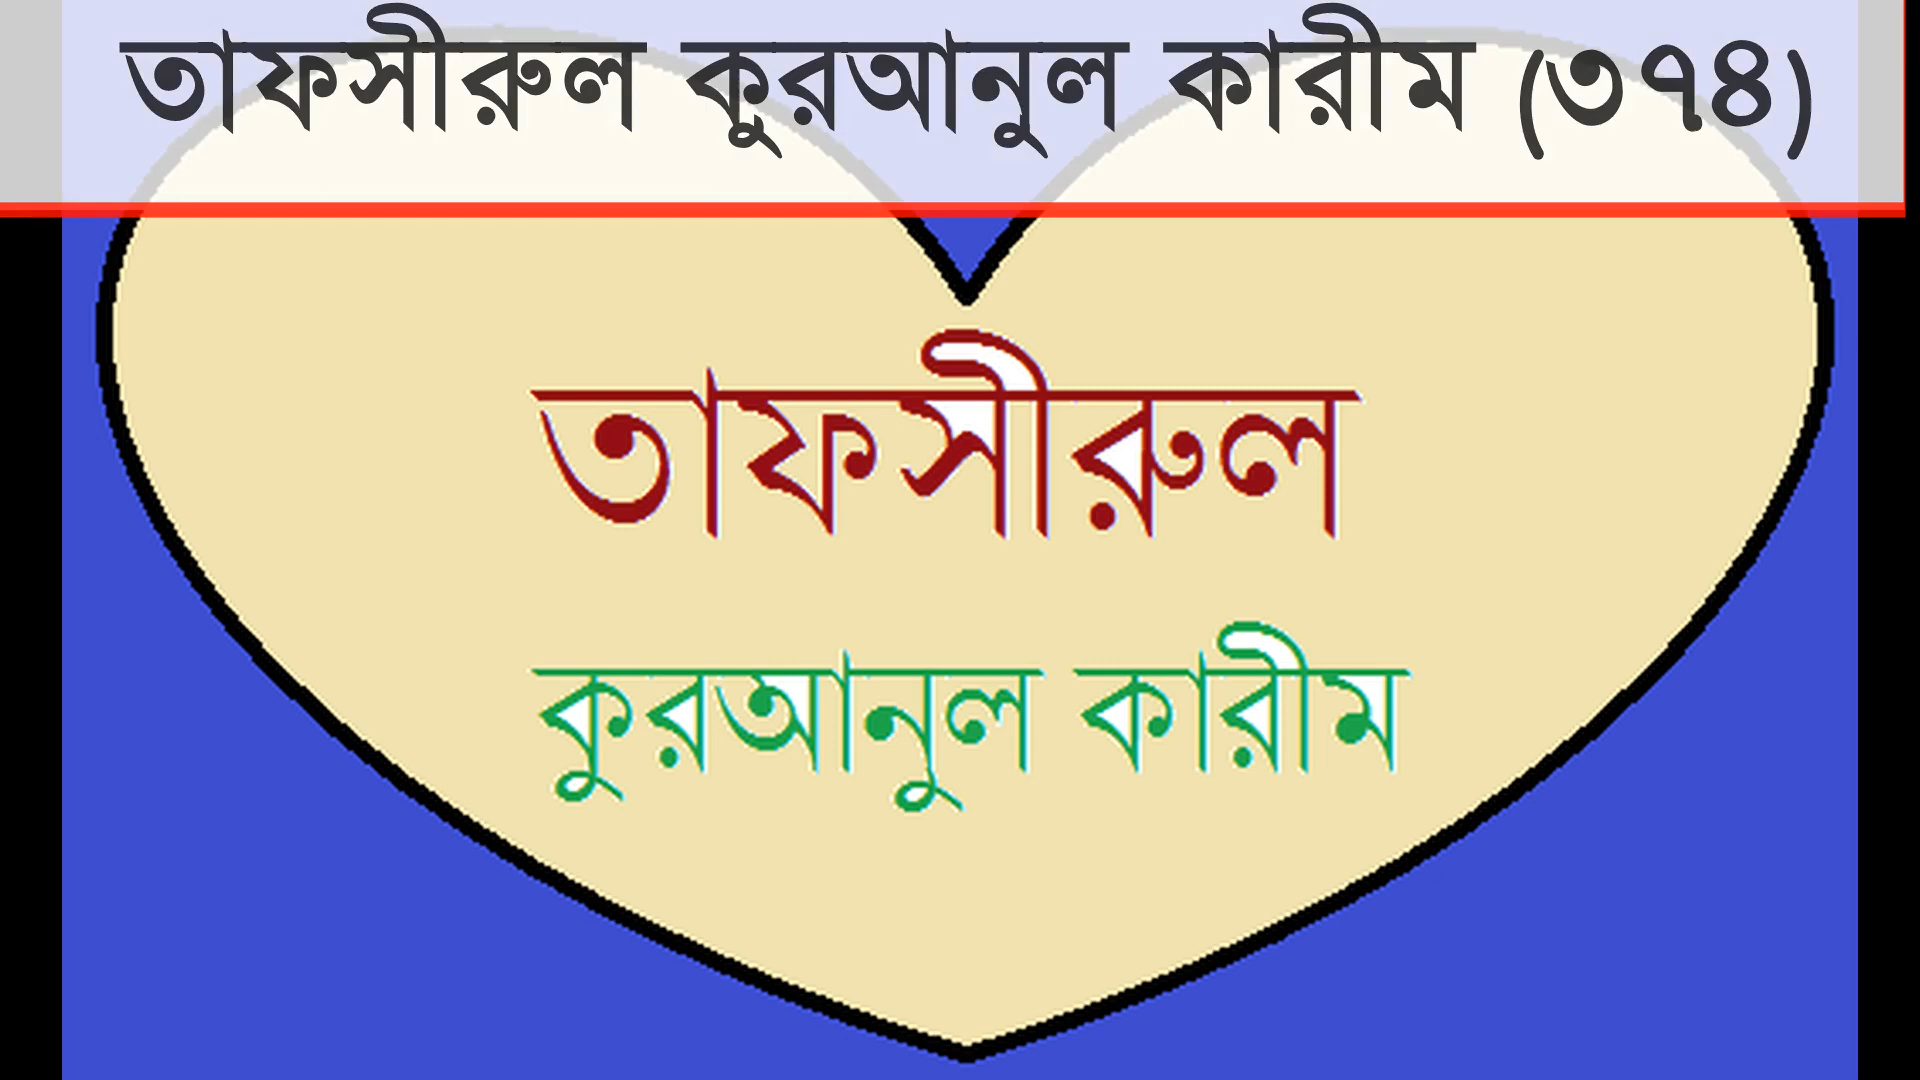 তাফসীরুল কুরআনুল কারীম (৩৭৪)
তাফসীরুল
কুরআনুল কারীম